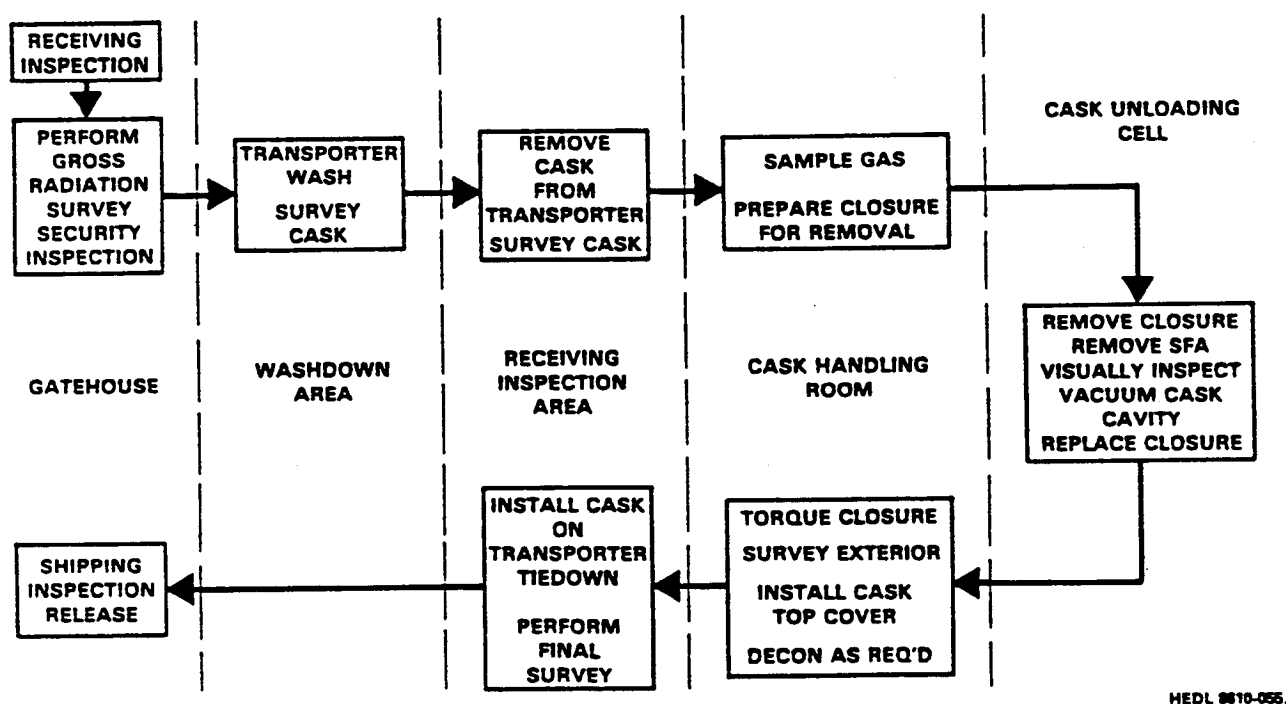 RECEIVING
INSPECTION
PERFORM
GROSS
RADIATION
SURVEY
SECURITY
INSPECTION
TRANSPORTER
WASH
SURVEY
CASK
REMOVE
CASK
FROM
TRANSPORTER
SURVEY CASK
SAMPLE GAS
PREPARE CLOSURE
FOR REMOVAL
CASK UNLOADING
CELL
REMOVE CLOSURE
REMOVE SFA
VISUALLY INSPECT
VACUUM CASK
CAVITY
REPLACE CLOSURE
GATEHOUSE
WASHDOWN
AREA
RECEIVING
INSPECTION
AREA
CASK HANDLING
ROOM
SHIPPING
INSPECTION
RELEASE
INSTALL CASK
ON
TRANSPORTER
TIEDOWN
PERFORM
FINAL
SURVEY
TORQUE CLOSURE
SURVEY EXTERIOR
INSTALL CASK
TOP COVER
DECON AS REQ'D
HEDL